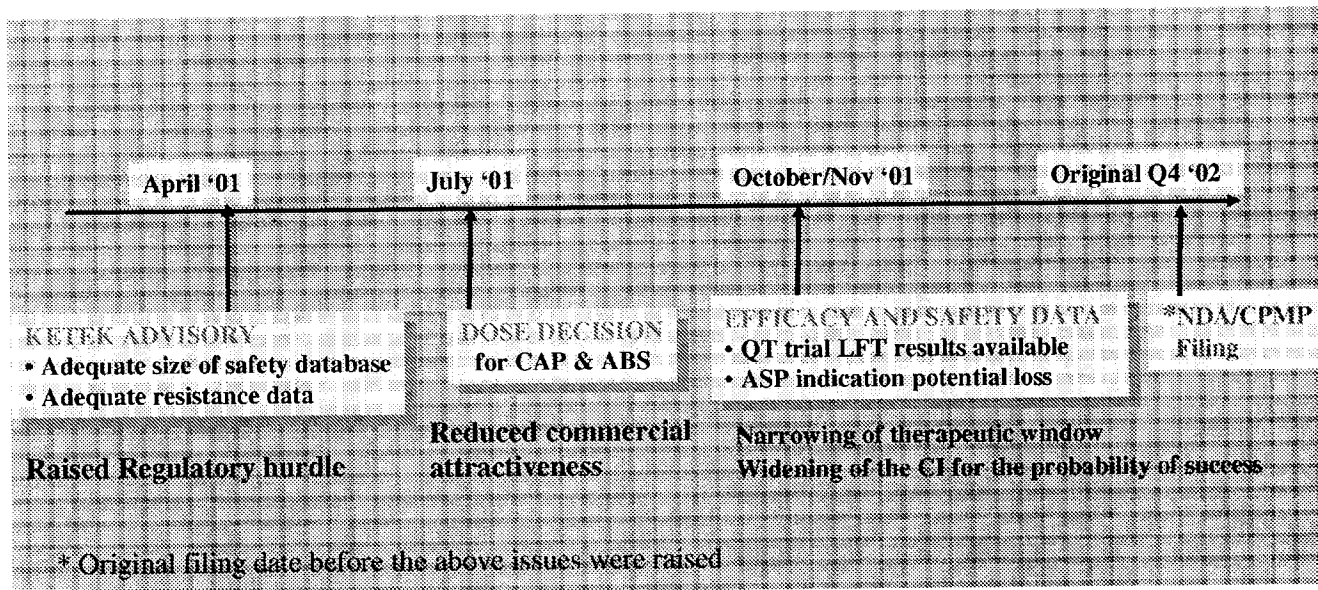 April ‘01
July ‘01
October/Nov ‘01
Original Q4 ‘02
KETEK ADVISORY
• Adequate size of safety database
• Adequate resistance data
DOSE DECISION
for CAP & ABS
EFFICACY AND SAFETY DATA
• QT trial LFT results available
• ASP indication potential loss
*NDA/CPMP
Filing
Raised Regulatory hurdle
Reduced commercial
attractiveness
Narrowing of therapeutic window
Widening of the CI for the probability of success
* Original filing date before the above issues were raised